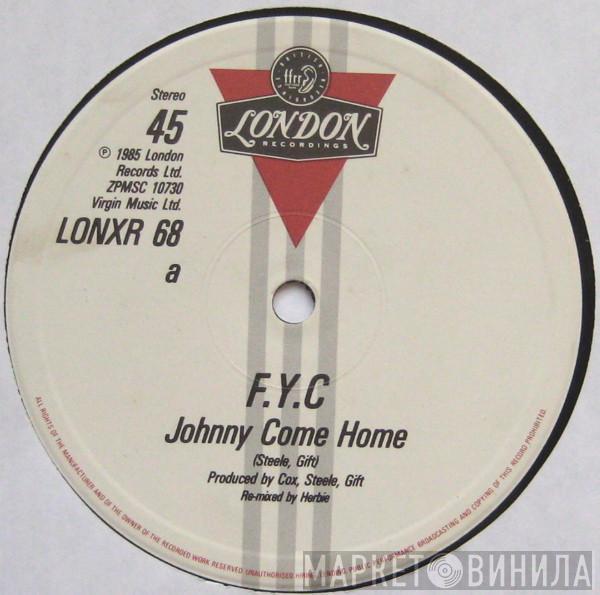 BRITISH
ffrr
LONDON
RECORDINGS
Stereo
45
℗ 1985 London
Records Ltd.
ZPMSC 10730
Virgin Music Ltd.
LONXR 68
a
F.Y.C
Johnny Come Home
(Steele, Gift)
Produced by Cox, Steele, Gift
Re-mixed by Herbie
ALL RIGHTS OF THE MANUFACTURER AND OF THE OWNER OF THE RECORDED WORK RESERVED. UNAUTHORISED HIRING, LENDING, PUBLIC PERFORMANCE, BROADCASTING AND COPYING OF THIS RECORD PROHIBITED.
МАРКЕТ ВИНИЛА